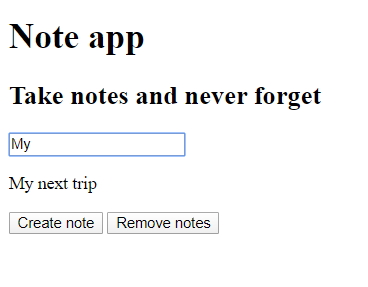 Note app
Take notes and never forget
My
My next trip
Create note Remove notes